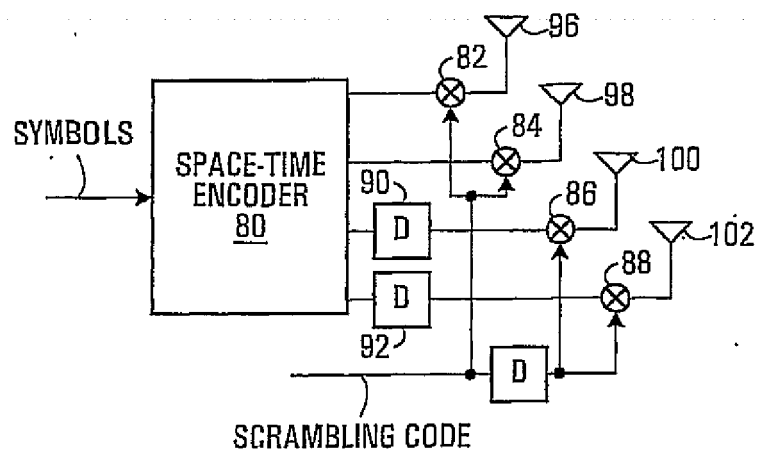 96
82
98
84
SYMBOLS
SPACE-TIME
ENCODER
80
90
D
86
100
102
88
D
92
D
SCRAMBLING CODE